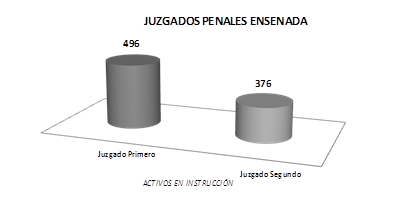 JUZGADOS PENALES ENSENADA
496
376
Juzgado Primero
Juzgado Segundo
ACTIVOS EN INSTRUCCIÓN